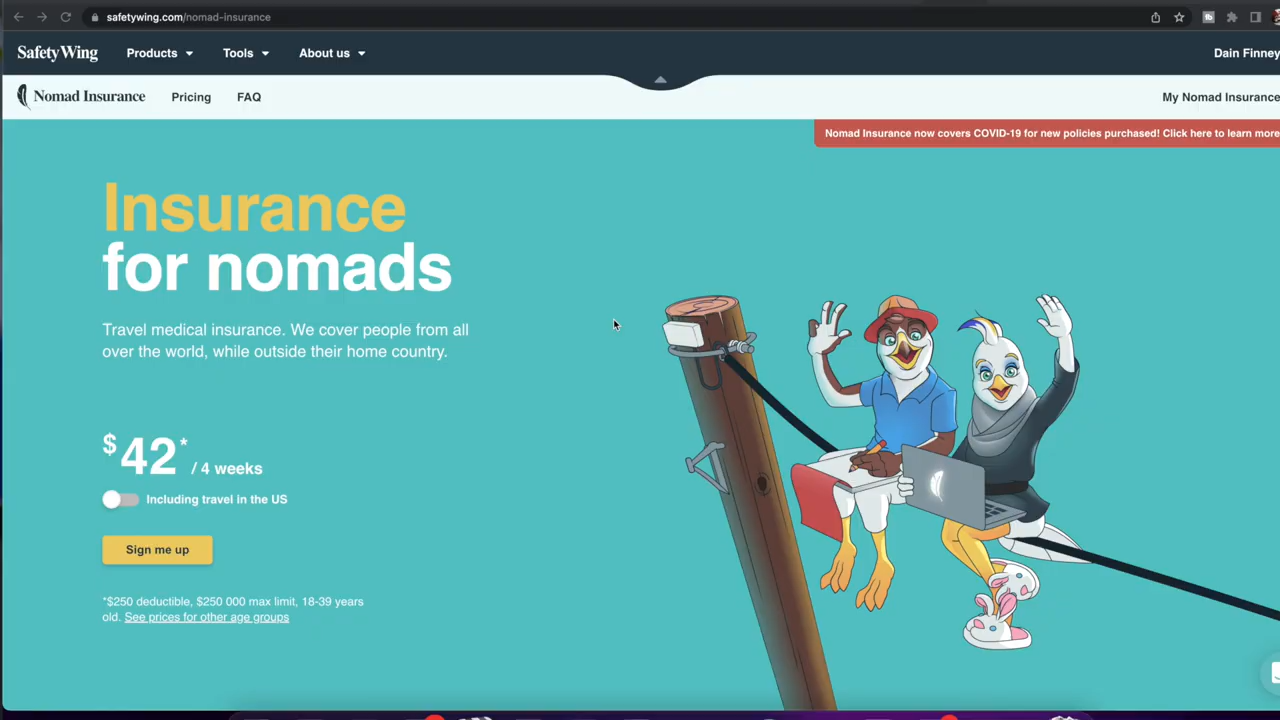 safetywing.com/nomad-insurance
SafetyWing
Products
Tools
About us
Dain Finney
Nomad Insurance
Pricing
FAQ
My Nomad Insurance
Nomad Insurance now covers COVID-19 for new policies purchased! Click here to learn more
Insurance
for nomads
Travel medical insurance. We cover people from all
over the world, while outside their home country.
$42* / 4 weeks
Including travel in the US
Sign me up
*$250 deductible, $250 000 max limit, 18-39 years
old. See prices for other age groups